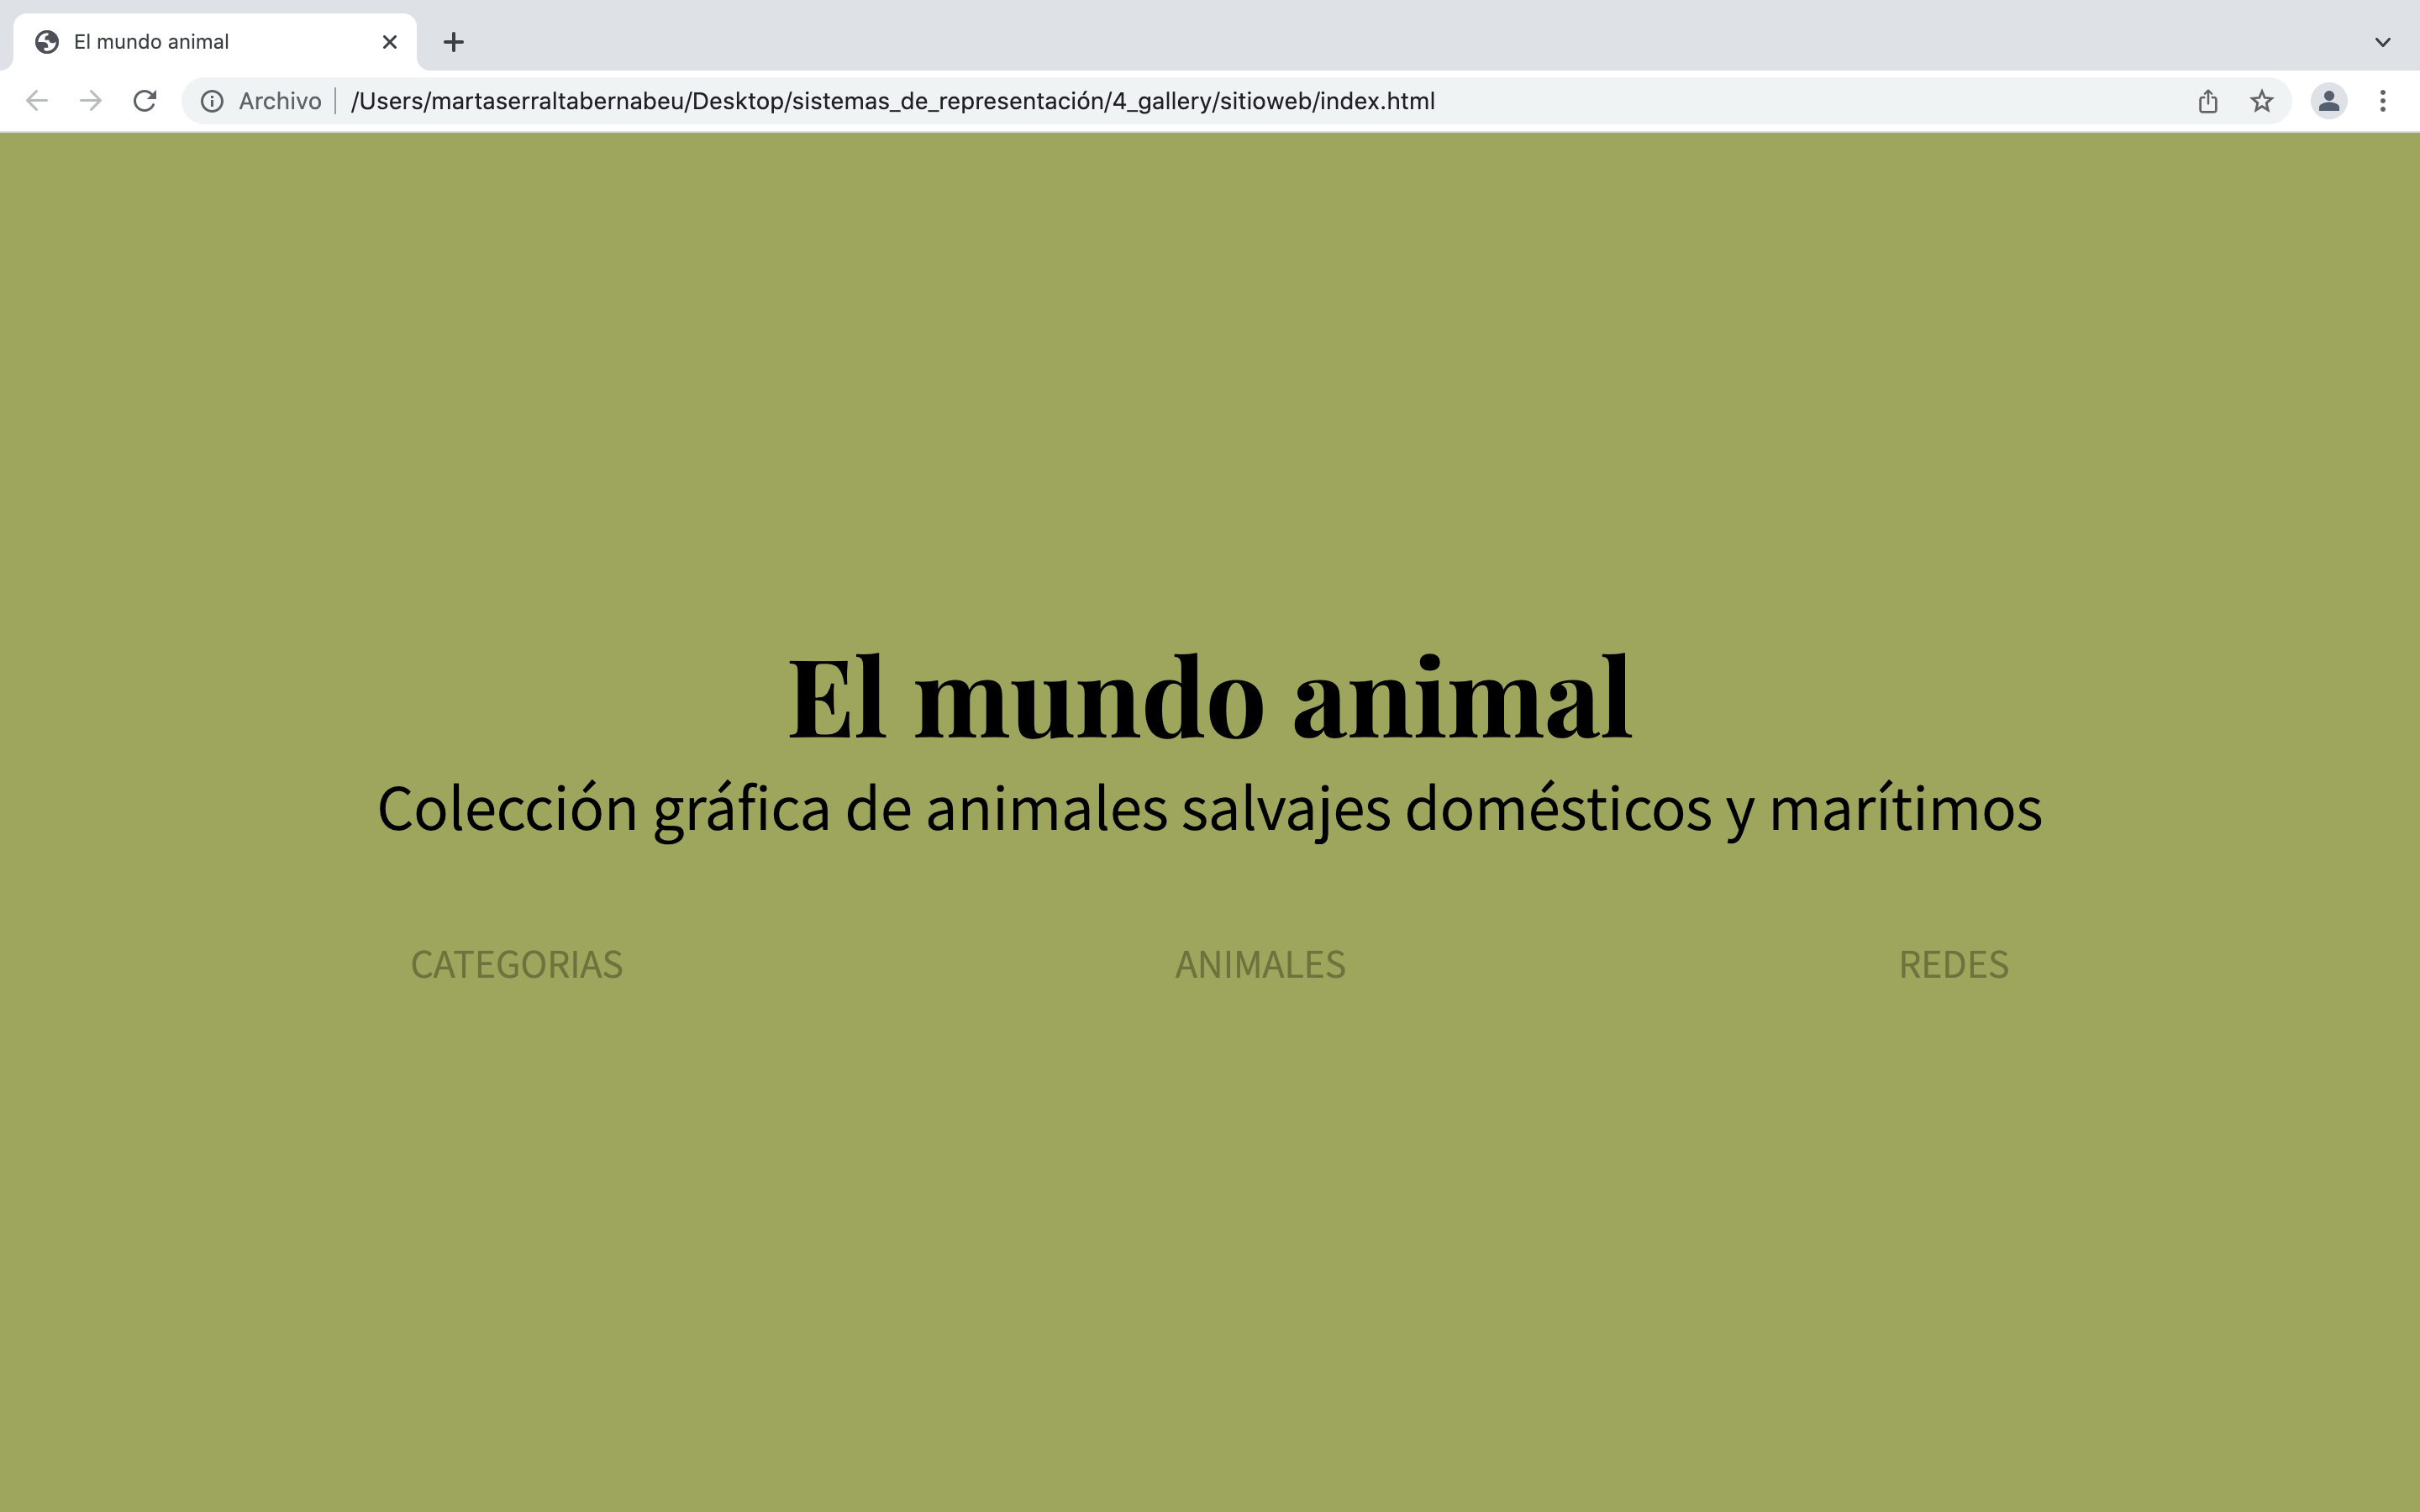 El mundo animal
Archivo /Users/martaserraltabernabeu/Desktop/sistemas_de_representación/4_gallery/sitioweb/index.html
El mundo animal
Colección gráfica de animales salvajes domésticos y marítimos
CATEGORIAS ANIMALES REDES